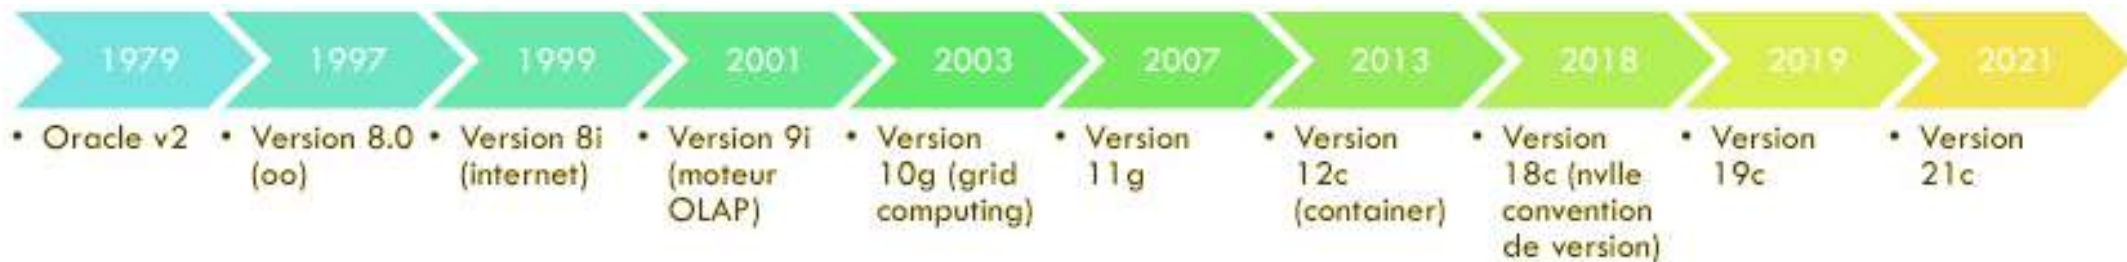 1979 1997 1999 2001 2003 2007 2013 2018 2019 2021
• Oracle v2
• Version 8.0
(oo)
• Version 8i
(internet)
• Version 9i
(moteur
OLAP)
• Version
10g (grid
computing)
• Version
11g
• Version
12c
(container)
• Version
18c (nvlle
convention
de version)
• Version
19c
• Version
21c